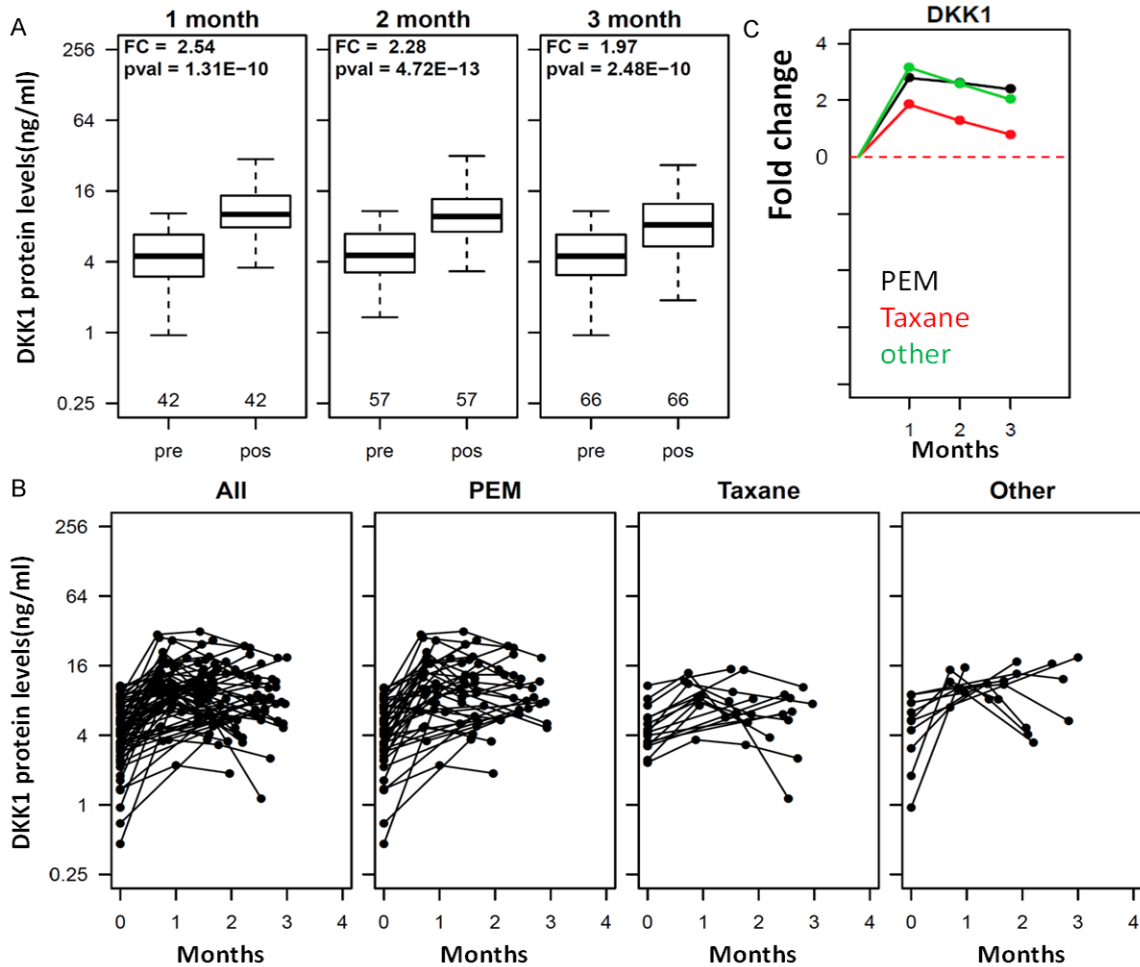 A
1 month
2 month
3 month
FC = 2.54
pval = 1.31E−10
FC = 2.28
pval = 4.72E−13
FC = 1.97
pval = 2.48E−10
DKK1 protein levels(ng/ml)
256
64
16
4
1
0.25
42 42
57 57
66 66
pre pos
pre pos
pre pos
C
DKK1
Fold change
4
2
0
PEM
Taxane
other
1 2 3
Months
B
All
PEM
Taxane
Other
DKK1 protein levels(ng/ml)
256
64
16
4
1
0.25
0 1 2 3 4
0 1 2 3 4
0 1 2 3 4
0 1 2 3 4
Months
Months
Months
Months